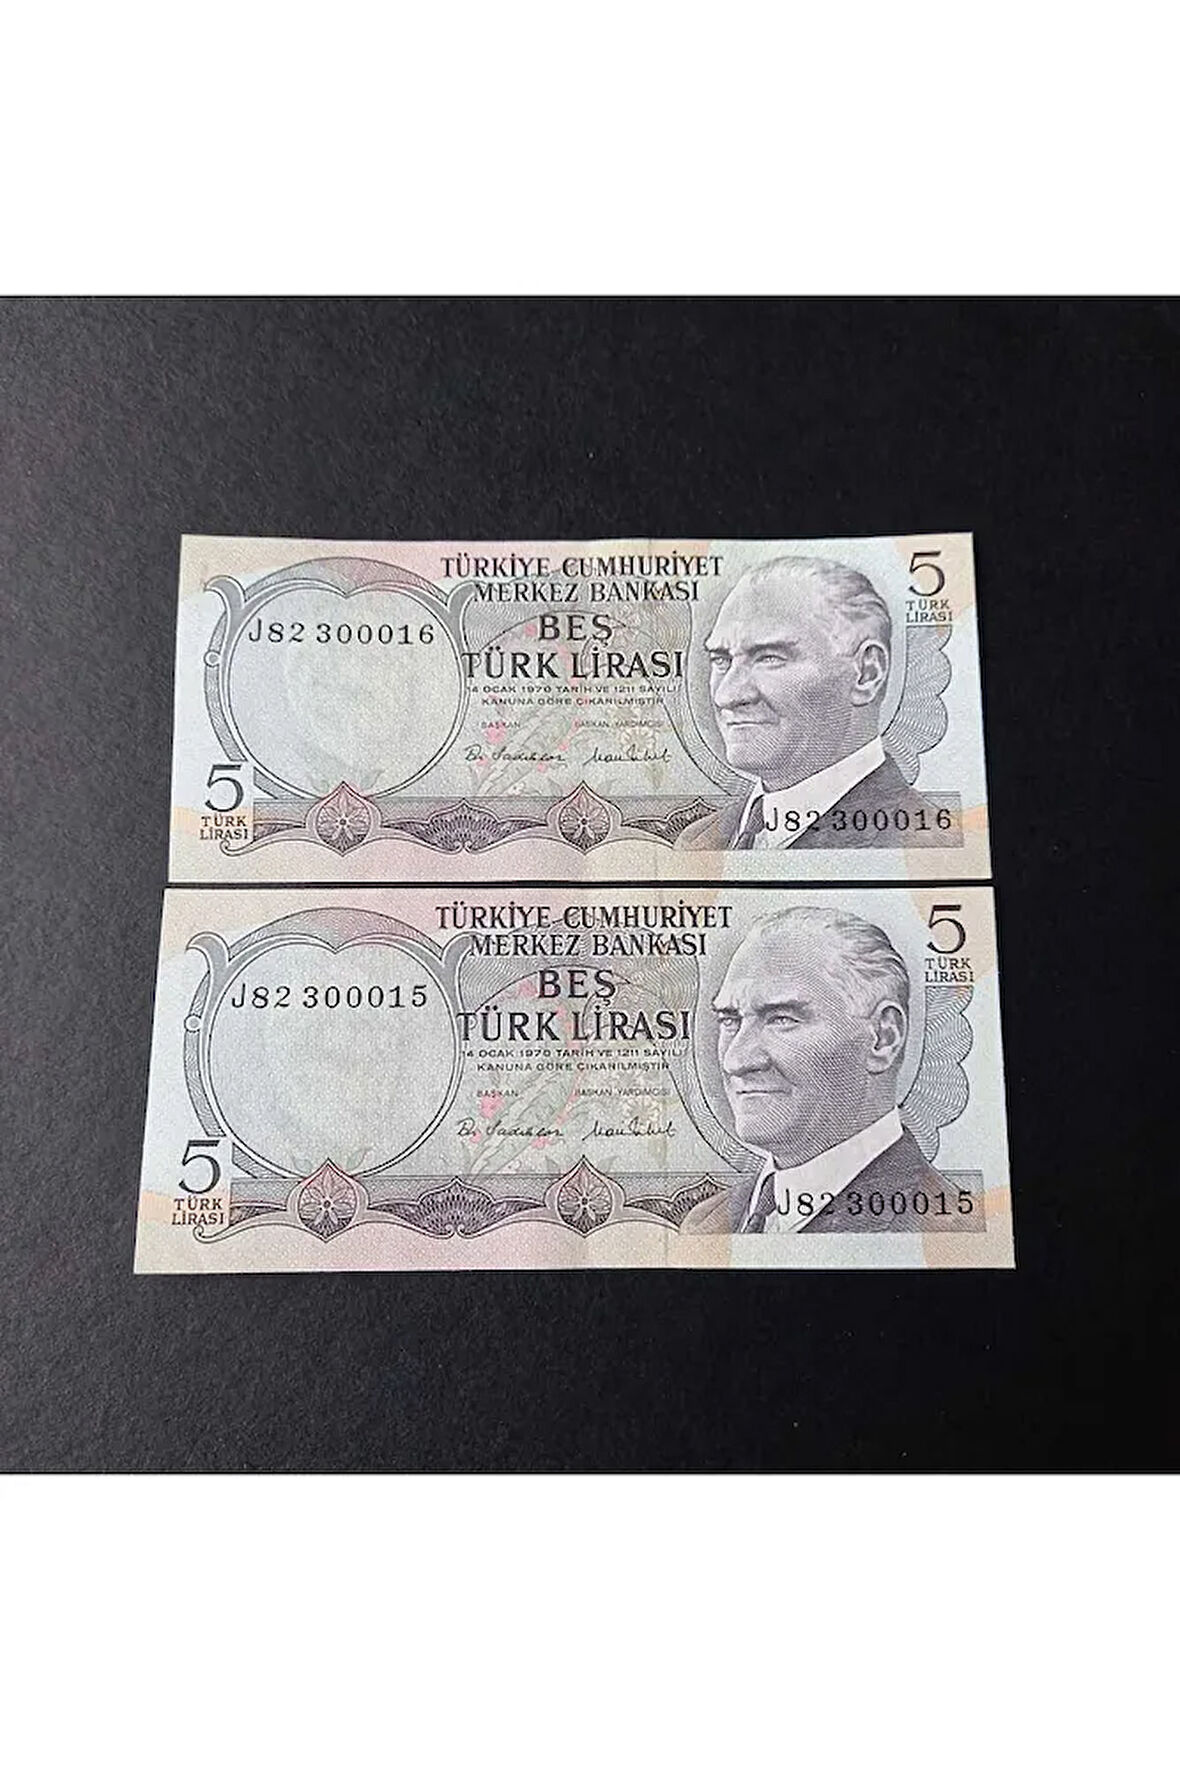 TÜRKİYE CUMHURİYET
MERKEZ BANKASI
5
TÜRK
LİRASI
J82 300016
BEŞ
TÜRK LİRASI
14 OCAK 1970 TARİH VE 1211 SAYILI
KANUNA GÖRE ÇIKARILMIŞTIR
BAŞKAN
BAŞKAN YARDIMCISI
5
TÜRK
LİRASI
J82 300016
TÜRKİYE CUMHURİYET
MERKEZ BANKASI
5
TÜRK
LİRASI
J82 300015
BEŞ
TÜRK LİRASI
14 OCAK 1970 TARİH VE 1211 SAYILI
KANUNA GÖRE ÇIKARILMIŞTIR
BAŞKAN
BAŞKAN YARDIMCISI
5
TÜRK
LİRASI
J82 300015